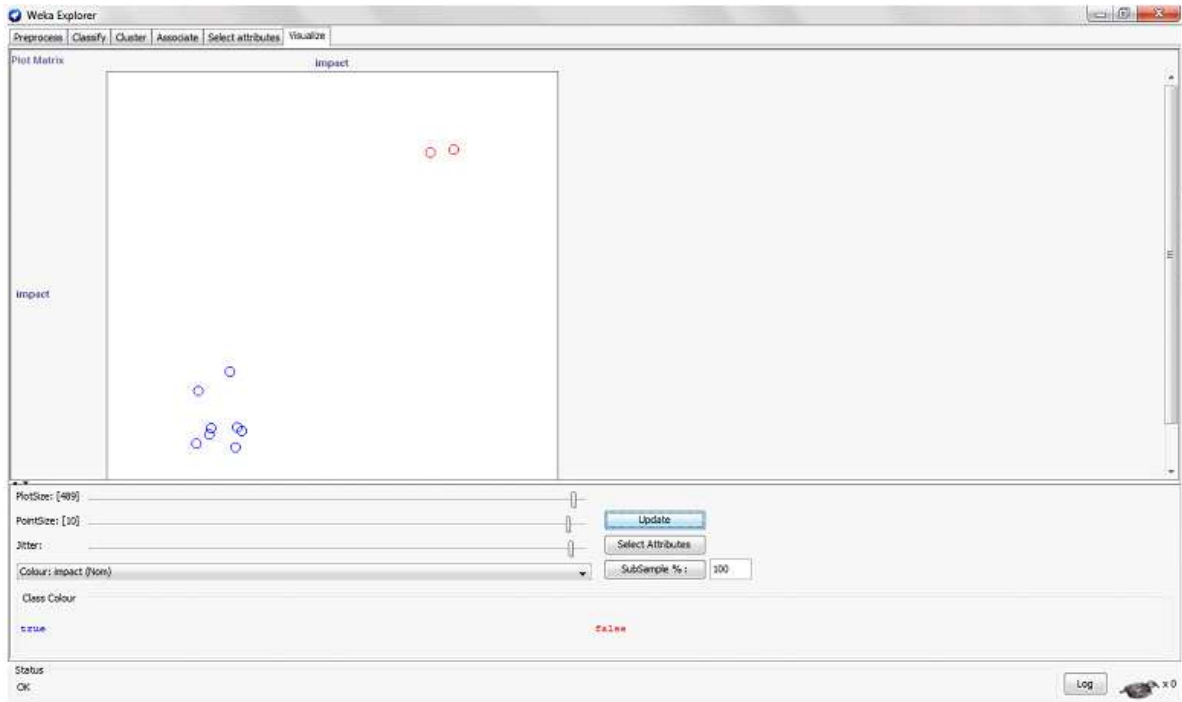 Weka Explorer
Preprocess Classify Cluster Associate Select attributes Visualize
Plot Matrix
impact
impact
PlotSize: [489]
PointSize: [10]
Update
Jitter:
Select Attributes
Colour: impact (Nom)
SubSample % :
100
Class Colour
true
false
Status
OK
Log
x 0